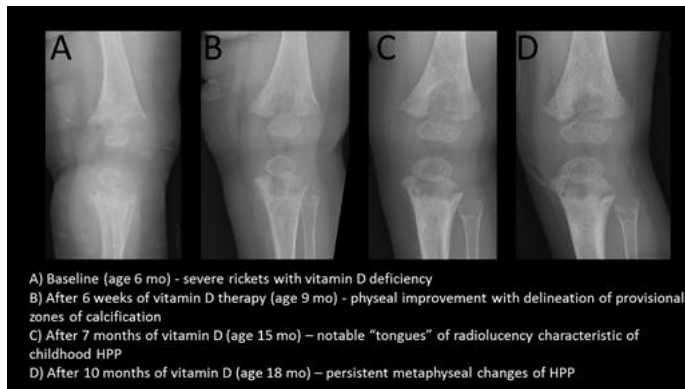 A B C D
A) Baseline (age 6 mo) - severe rickets with vitamin D deficiency
B) After 6 weeks of vitamin D therapy (age 9 mo) - physeal improvement with delineation of provisional
zones of calcification
C) After 7 months of vitamin D (age 15 mo) – notable “tongues” of radiolucency characteristic of
childhood HPP
D) After 10 months of vitamin D (age 18 mo) – persistent metaphyseal changes of HPP